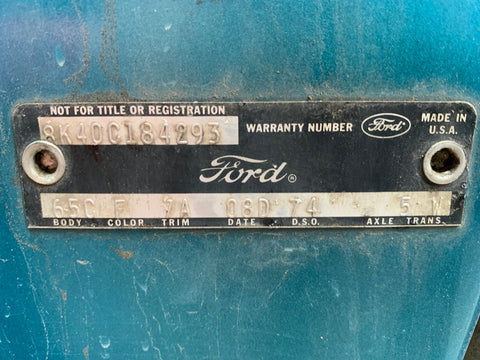 NOT FOR TITLE OR REGISTRATION
8K40C184293 WARRANTY NUMBER Ford MADE IN U.S.A.
Ford ®
65C F 7A 08D 74 5 W
BODY COLOR TRIM DATE D.S.O. AXLE TRANS.